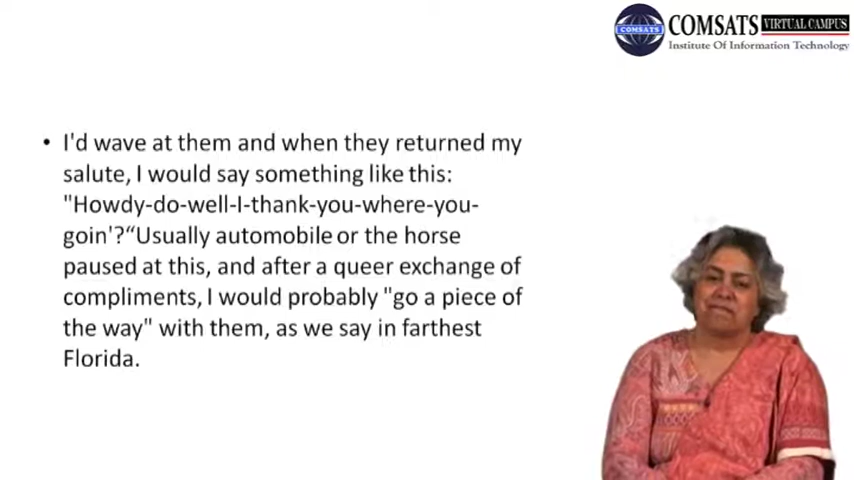 COMSATS VIRTUAL CAMPUS
COMSATS
Institute Of Information Technology
• I'd wave at them and when they returned my
salute, I would say something like this:
"Howdy-do-well-I-thank-you-where-you-
goin'?“Usually automobile or the horse
paused at this, and after a queer exchange of
compliments, I would probably "go a piece of
the way" with them, as we say in farthest
Florida.